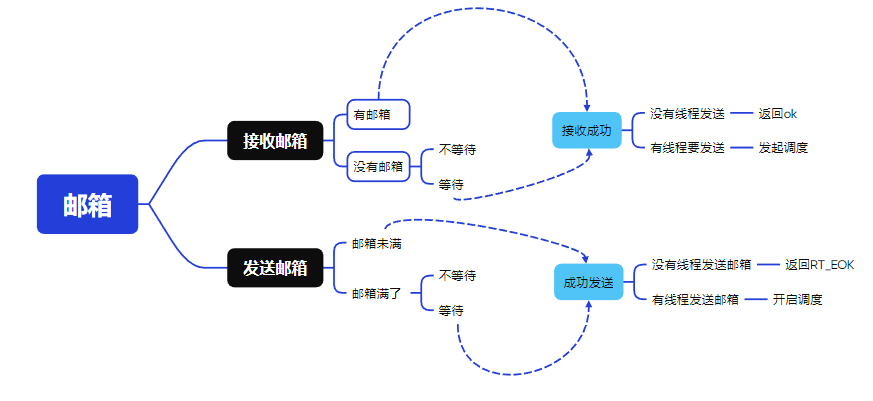 邮箱
接收邮箱
有邮箱
没有邮箱
不等待
等待
接收成功
没有线程发送
返回ok
有线程要发送
发起调度
发送邮箱
邮箱未满
邮箱满了
不等待
等待
成功发送
没有线程发送邮箱
返回RT_EOK
有线程发送邮箱
开启调度